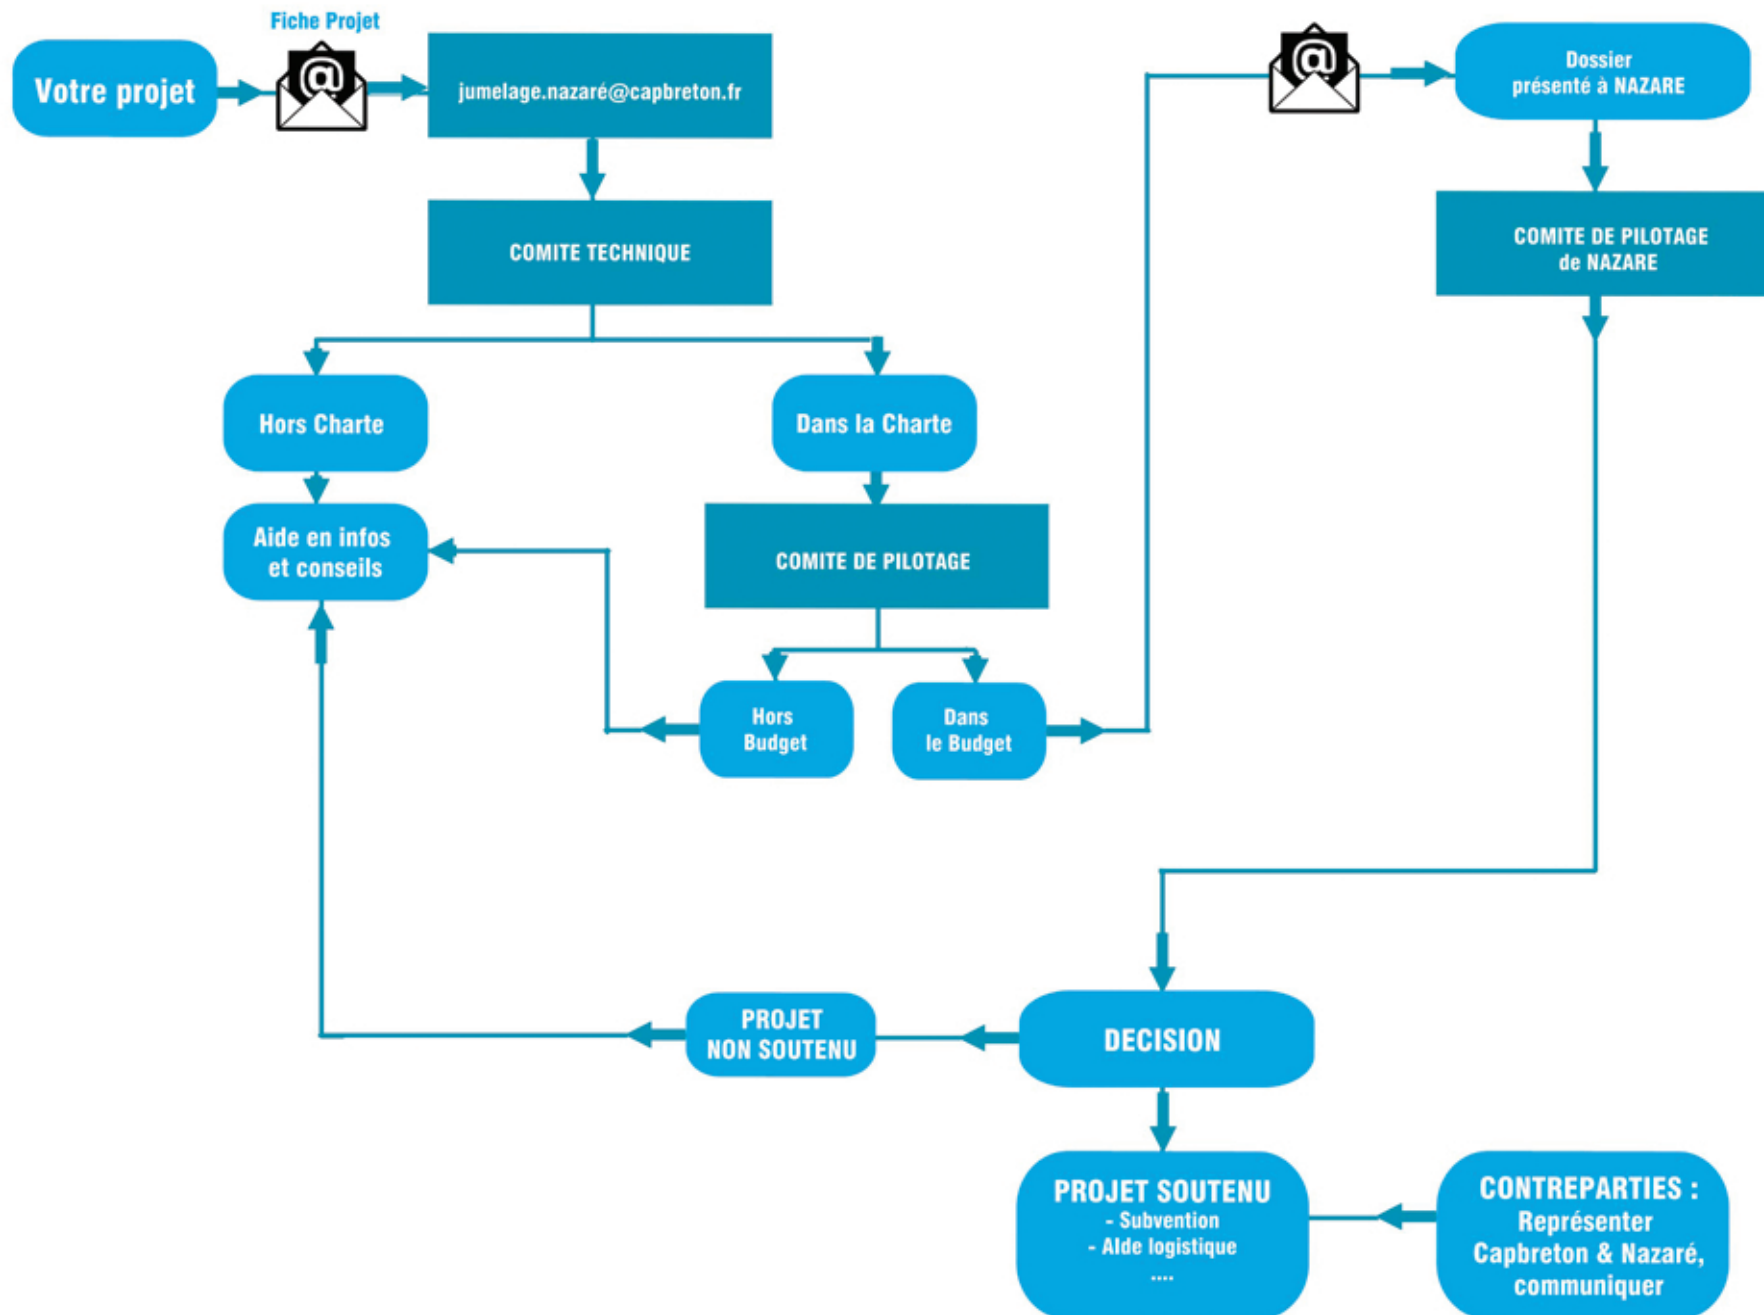 Fiche Projet
Votre projet
@
jumelage.nazaré@capbreton.fr
@
Dossier
présenté à NAZARE
COMITE TECHNIQUE
COMITE DE PILOTAGE
de NAZARE
Hors Charte
Dans la Charte
Aide en infos
et conseils
COMITE DE PILOTAGE
Hors
Budget
Dans
le Budget
PROJET
NON SOUTENU
DECISION
PROJET SOUTENU
- Subvention
- AIde logistique
....
CONTREPARTIES :
Représenter
Capbreton & Nazaré,
communiquer